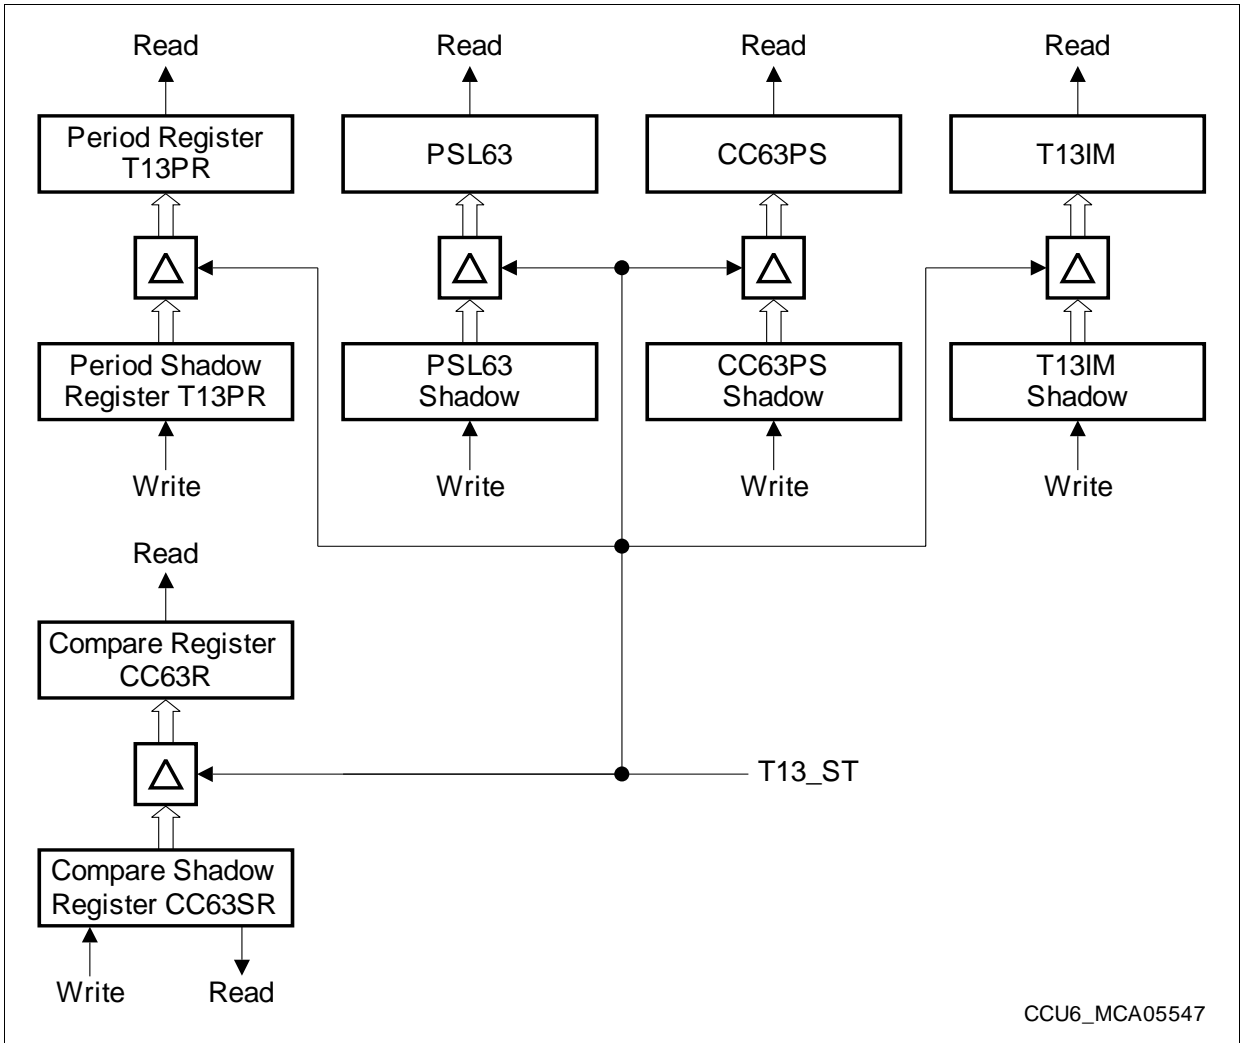 Read
Read
Read
Read
Period Register
T13PR
PSL63
CC63PS
T13IM
Period Shadow
Register T13PR
PSL63
Shadow
CC63PS
Shadow
T13IM
Shadow
Write
Write
Write
Write
Read
Compare Register
CC63R
T13_ST
Compare Shadow
Register CC63SR
Write
Read
CCU6_MCA05547